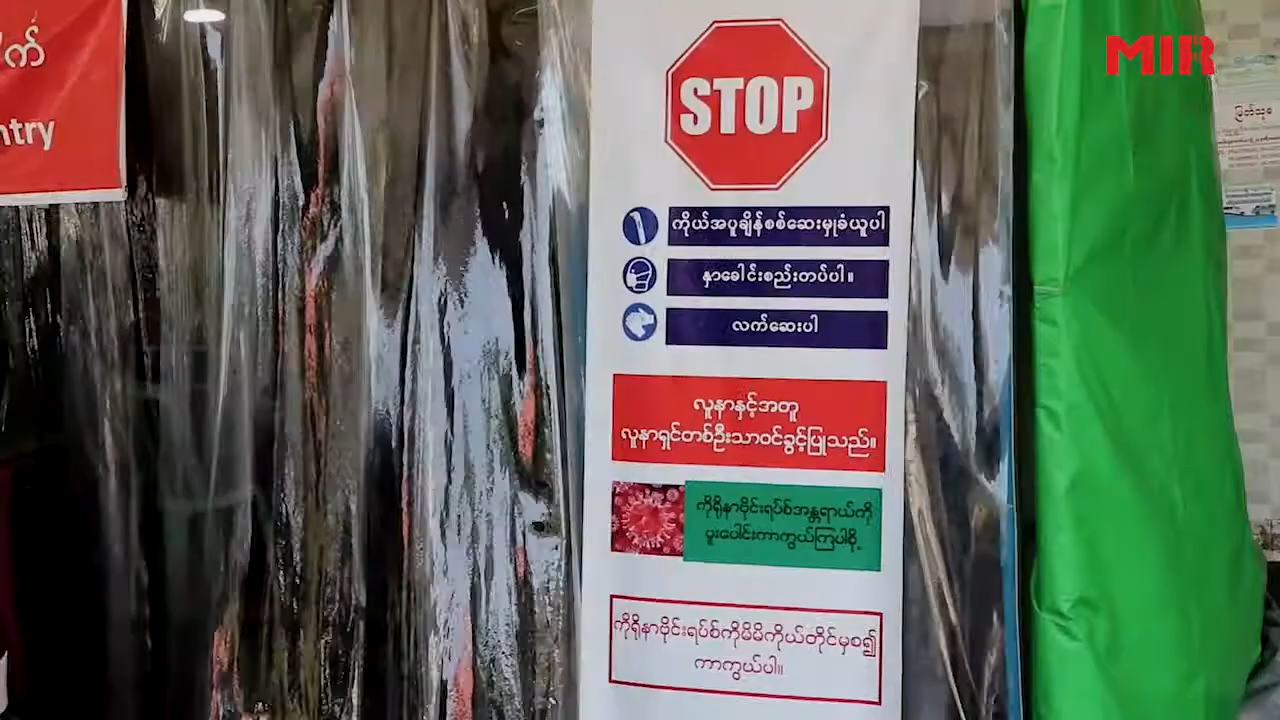 MIR
က်
ntry
STOP
ကိုယ်အပူချိန်စစ်ဆေးမှုခံယူပါ
နှာခေါင်းစည်းတပ်ပါ။
လက်ဆေးပါ
လူနာနှင့်အတူ
လူနာရှင်တစ်ဦးသာဝင်ခွင့်ပြုသည်။
ကိုရိုနာဗိုင်းရပ်စ်အန္တရာယ်ကို
ပူးပေါင်းကာကွယ်ကြပါစို့
ကိုရိုနာဗိုင်းရပ်စ်ကိုမိမိကိုယ်တိုင်မှစ၍
ကာကွယ်ပါ။